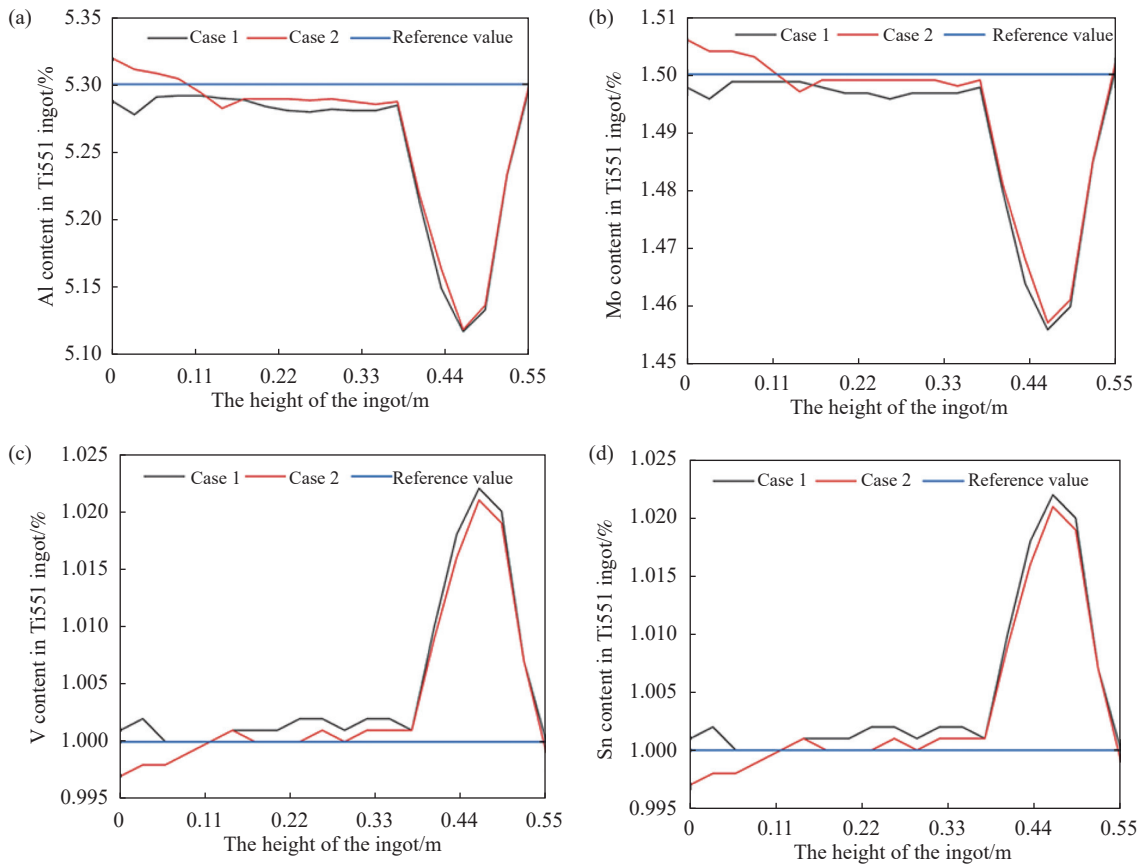 (a)
5.35
5.30
5.25
5.20
5.15
5.10
Al content in Ti551 ingot/%
Case 1 Case 2 Reference value
0 0.11 0.22 0.33 0.44 0.55
The height of the ingot/m
(b)
1.51
1.50
1.49
1.48
1.47
1.46
1.45
Mo content in Ti551 ingot/%
Case 1 Case 2 Reference value
0 0.11 0.22 0.33 0.44 0.55
The height of the ingot/m
(c)
1.025
1.020
1.015
1.010
1.005
1.000
0.995
V content in Ti551 ingot/%
Case 1 Case 2 Reference value
0 0.11 0.22 0.33 0.44 0.55
The height of the ingot/m
(d)
1.025
1.020
1.015
1.010
1.005
1.000
0.995
Sn content in Ti551 ingot/%
Case 1 Case 2 Reference value
0 0.11 0.22 0.33 0.44 0.55
The height of the ingot/m